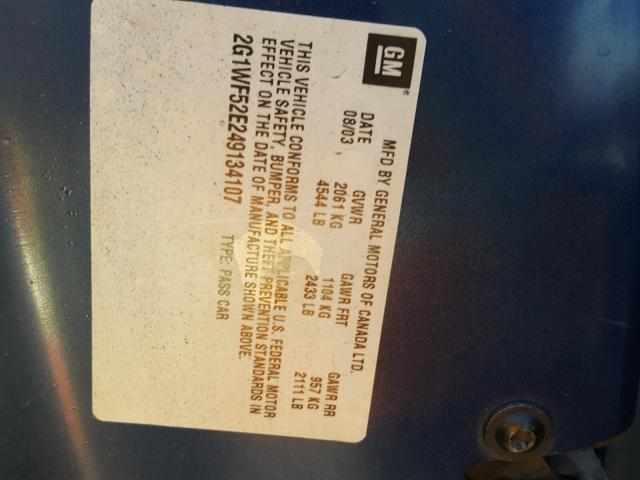 GM
MFD BY GENERAL MOTORS OF CANADA LTD.
DATE GVWR GAWR FRT GAWR RR
08/03 2061 KG 1104 KG 957 KG
4544 LB 2433 LB 2111 LB
THIS VEHICLE CONFORMS TO ALL APPLICABLE U.S. FEDERAL MOTOR
VEHICLE SAFETY, BUMPER, AND THEFT PREVENTION STANDARDS IN
EFFECT ON THE DATE OF MANUFACTURE SHOWN ABOVE.
2G1WF52E249134107 TYPE: PASS CAR